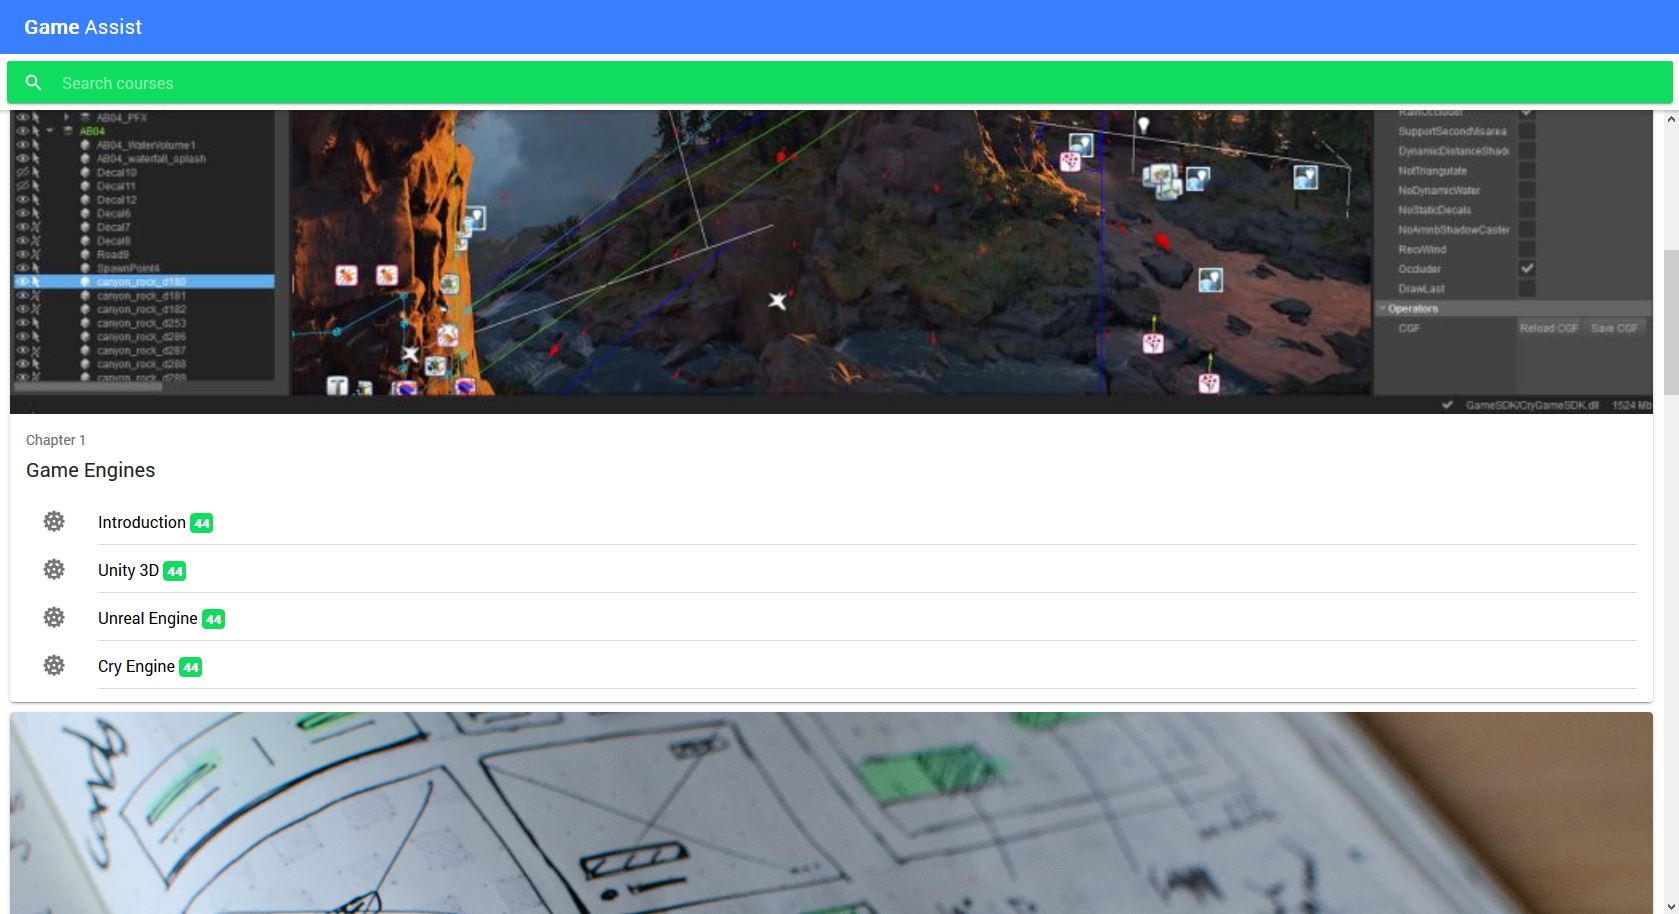 Game Assist
Search courses
AB04_PFX
AB04
AB04_WaterVolume1
AB04_waterfall_splash
Decal10
Decal11
Decal12
Decal6
Decal7
Decal8
Road9
SpawnPoint4
canyon_rock_d180
canyon_rock_d181
canyon_rock_d182
canyon_rock_d253
canyon_rock_d286
canyon_rock_d287
canyon_rock_d288
canyon_rock_d289
RainOccluder
SupportSecondVisarea
DynamicDistanceShado
NotTriangulate
NoDynamicWater
NoStaticDecals
NoAmnbShadowCaster
RecvWind
Occluder
DrawLast
Operators
CGF Reload CGF Save CGF
GameSDK/CryGameSDK.dll 1524 Mb
Chapter 1
Game Engines
Introduction 44
Unity 3D 44
Unreal Engine 44
Cry Engine 44